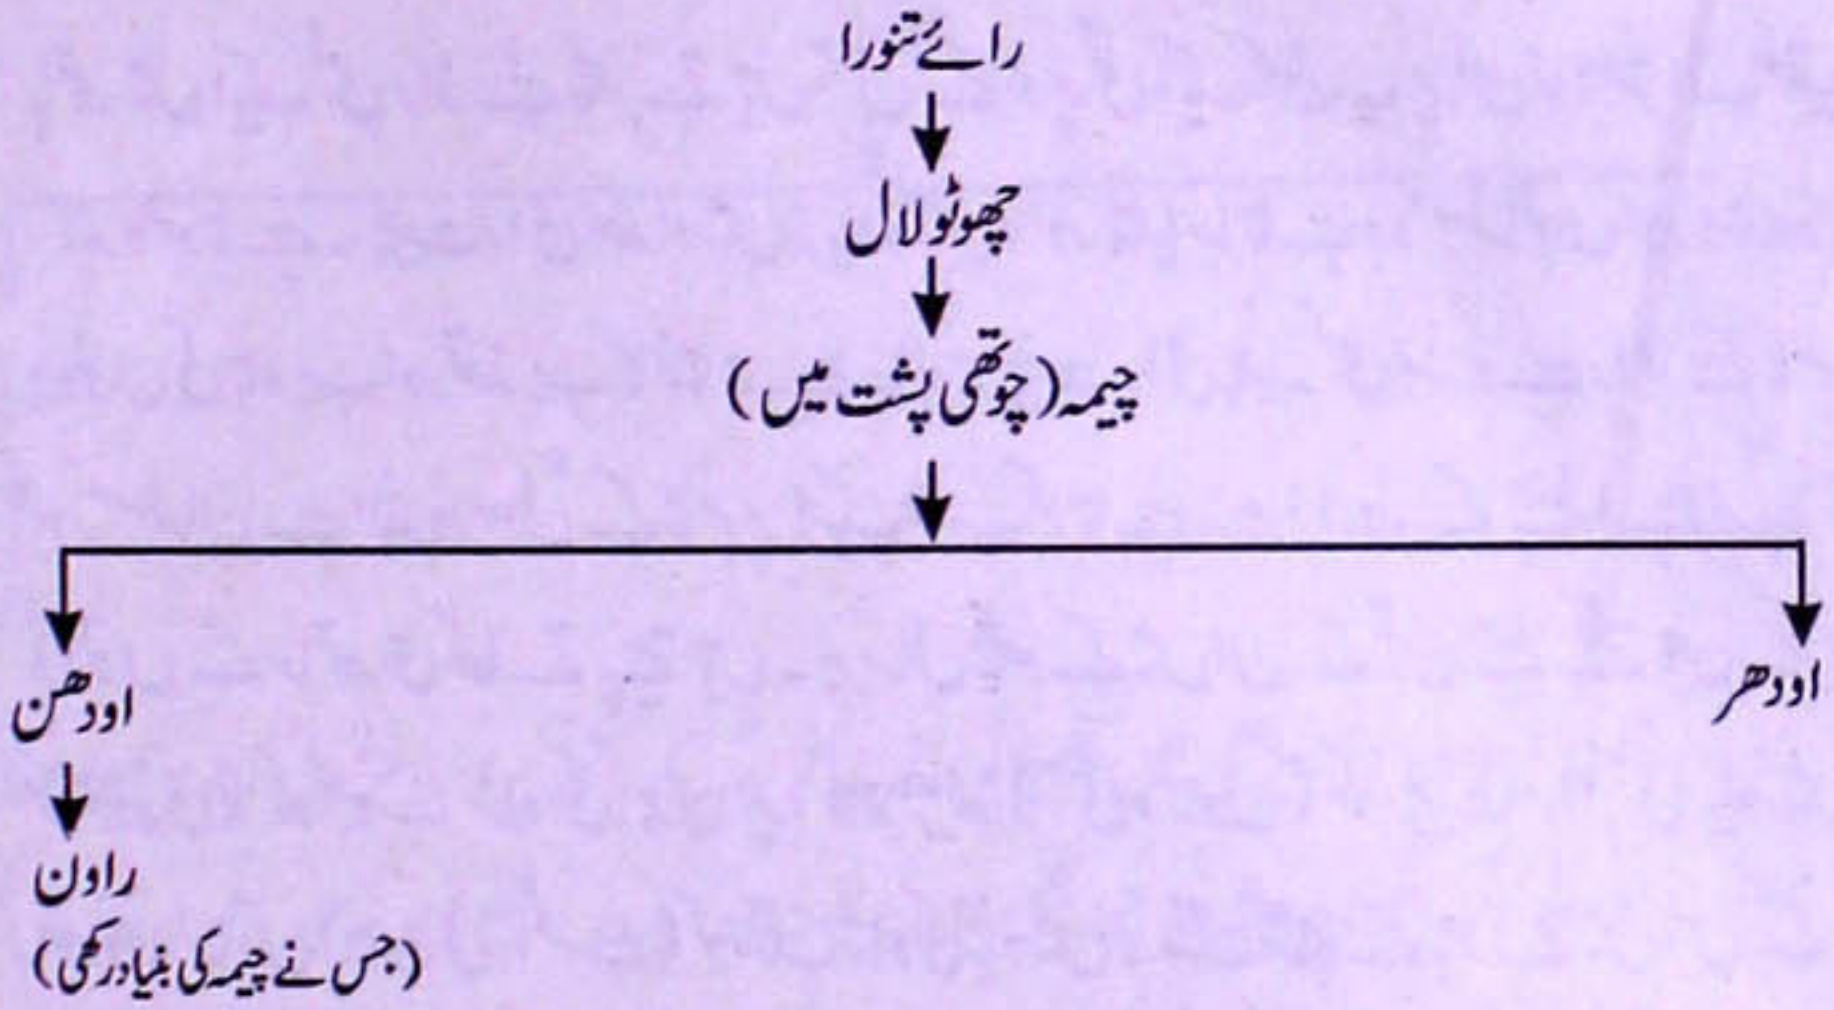 رائے تنورا
چھوٹو لال
چیمہ (چوتھی پشت میں)
اودھر
اودھن
راون
(جس نے چیمہ کی بنیاد رکھی)